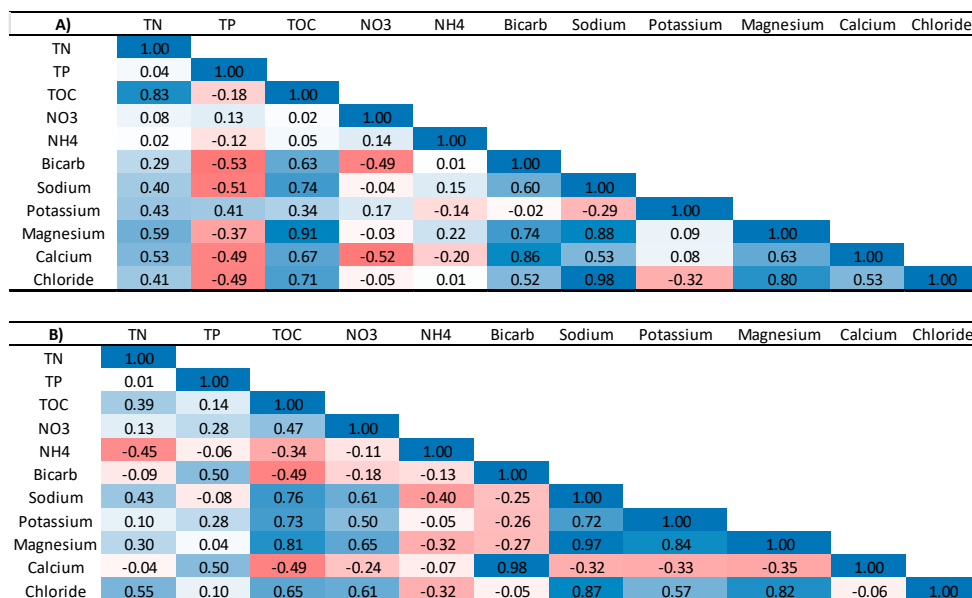 A) TN TP TOC NO3 NH4 Bicarb Sodium Potassium Magnesium Calcium Chloride
TN 1.00
TP 0.04 1.00
TOC 0.83 -0.18 1.00
NO3 0.08 0.13 0.02 1.00
NH4 0.02 -0.12 0.05 0.14 1.00
Bicarb 0.29 -0.53 0.63 -0.49 0.01 1.00
Sodium 0.40 -0.51 0.74 -0.04 0.15 0.60 1.00
Potassium 0.43 0.41 0.34 0.17 -0.14 -0.02 -0.29 1.00
Magnesium 0.59 -0.37 0.91 -0.03 0.22 0.74 0.88 0.09 1.00
Calcium 0.53 -0.49 0.67 -0.52 -0.20 0.86 0.53 0.08 0.63 1.00
Chloride 0.41 -0.49 0.71 -0.05 0.01 0.52 0.98 -0.32 0.80 0.53 1.00
B) TN TP TOC NO3 NH4 Bicarb Sodium Potassium Magnesium Calcium Chloride
TN 1.00
TP 0.01 1.00
TOC 0.39 0.14 1.00
NO3 0.13 0.28 0.47 1.00
NH4 -0.45 -0.06 -0.34 -0.11 1.00
Bicarb -0.09 0.50 -0.49 -0.18 -0.13 1.00
Sodium 0.43 -0.08 0.76 0.61 -0.40 -0.25 1.00
Potassium 0.10 0.28 0.73 0.50 -0.05 -0.26 0.72 1.00
Magnesium 0.30 0.04 0.81 0.65 -0.32 -0.27 0.97 0.84 1.00
Calcium -0.04 0.50 -0.49 -0.24 -0.07 0.98 -0.32 -0.33 -0.35 1.00
Chloride 0.55 0.10 0.65 0.61 -0.32 -0.05 0.87 0.57 0.82 -0.06 1.00